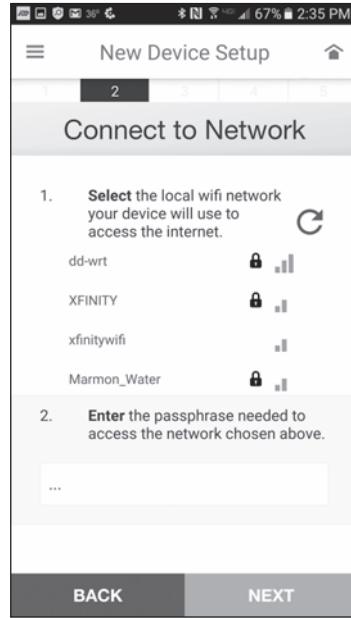 36° 67% 2:35 PM
New Device Setup
1 2 3 4 5
Connect to Network
1. Select the local wifi network
your device will use to
access the internet.
dd-wrt
XFINITY
xfinitywifi
Marmon_Water
2. Enter the passphrase needed to
access the network chosen above.
...
BACK NEXT